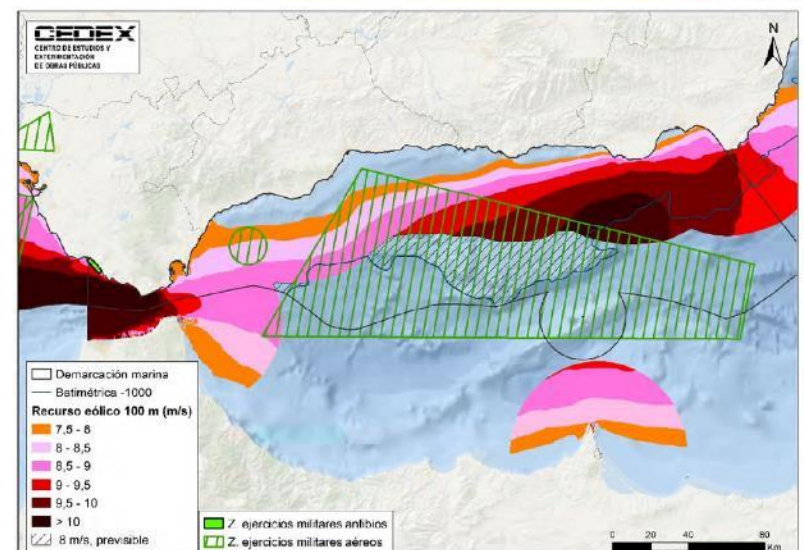 CEDEX
CENTRO DE ESTUDIOS Y
EXPERIMENTACIÓN
DE OBRAS PÚBLICAS
N
Demarcación marina
Batimétrica -1000
Recurso eólico 100 m (m/s)
7,5 - 8
8 - 8,5
8,5 - 9
9 - 9,5
9,5 - 10
> 10
8 m/s, previsible
Z. ejercicios militares anfibios
Z. ejercicios militares aéreos
0 20 40 80
Km